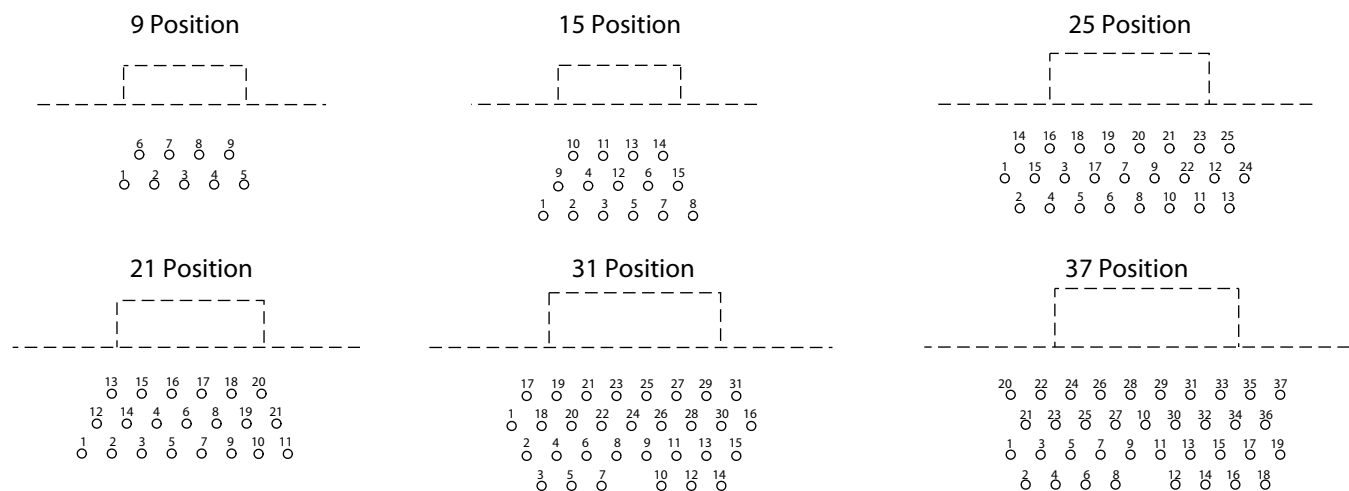 9 Position
6 7 8 9
1 2 3 4 5
15 Position
10 11 13 14
9 4 12 6 15
1 2 3 5 7 8
25 Position
14 16 18 19 20 21 23 25
1 15 3 17 7 9 22 12 24
2 4 5 6 8 10 11 13
21 Position
13 15 16 17 18 20
12 14 4 6 8 19 21
1 2 3 5 7 9 10 11
31 Position
17 19 21 23 25 27 29 31
1 18 20 22 24 26 28 30 16
2 4 6 8 9 11 13 15
3 5 7 10 12 14
37 Position
20 22 24 26 28 29 31 33 35 37
21 23 25 27 10 30 32 34 36
1 3 5 7 9 11 13 15 17 19
2 4 6 8 12 14 16 18